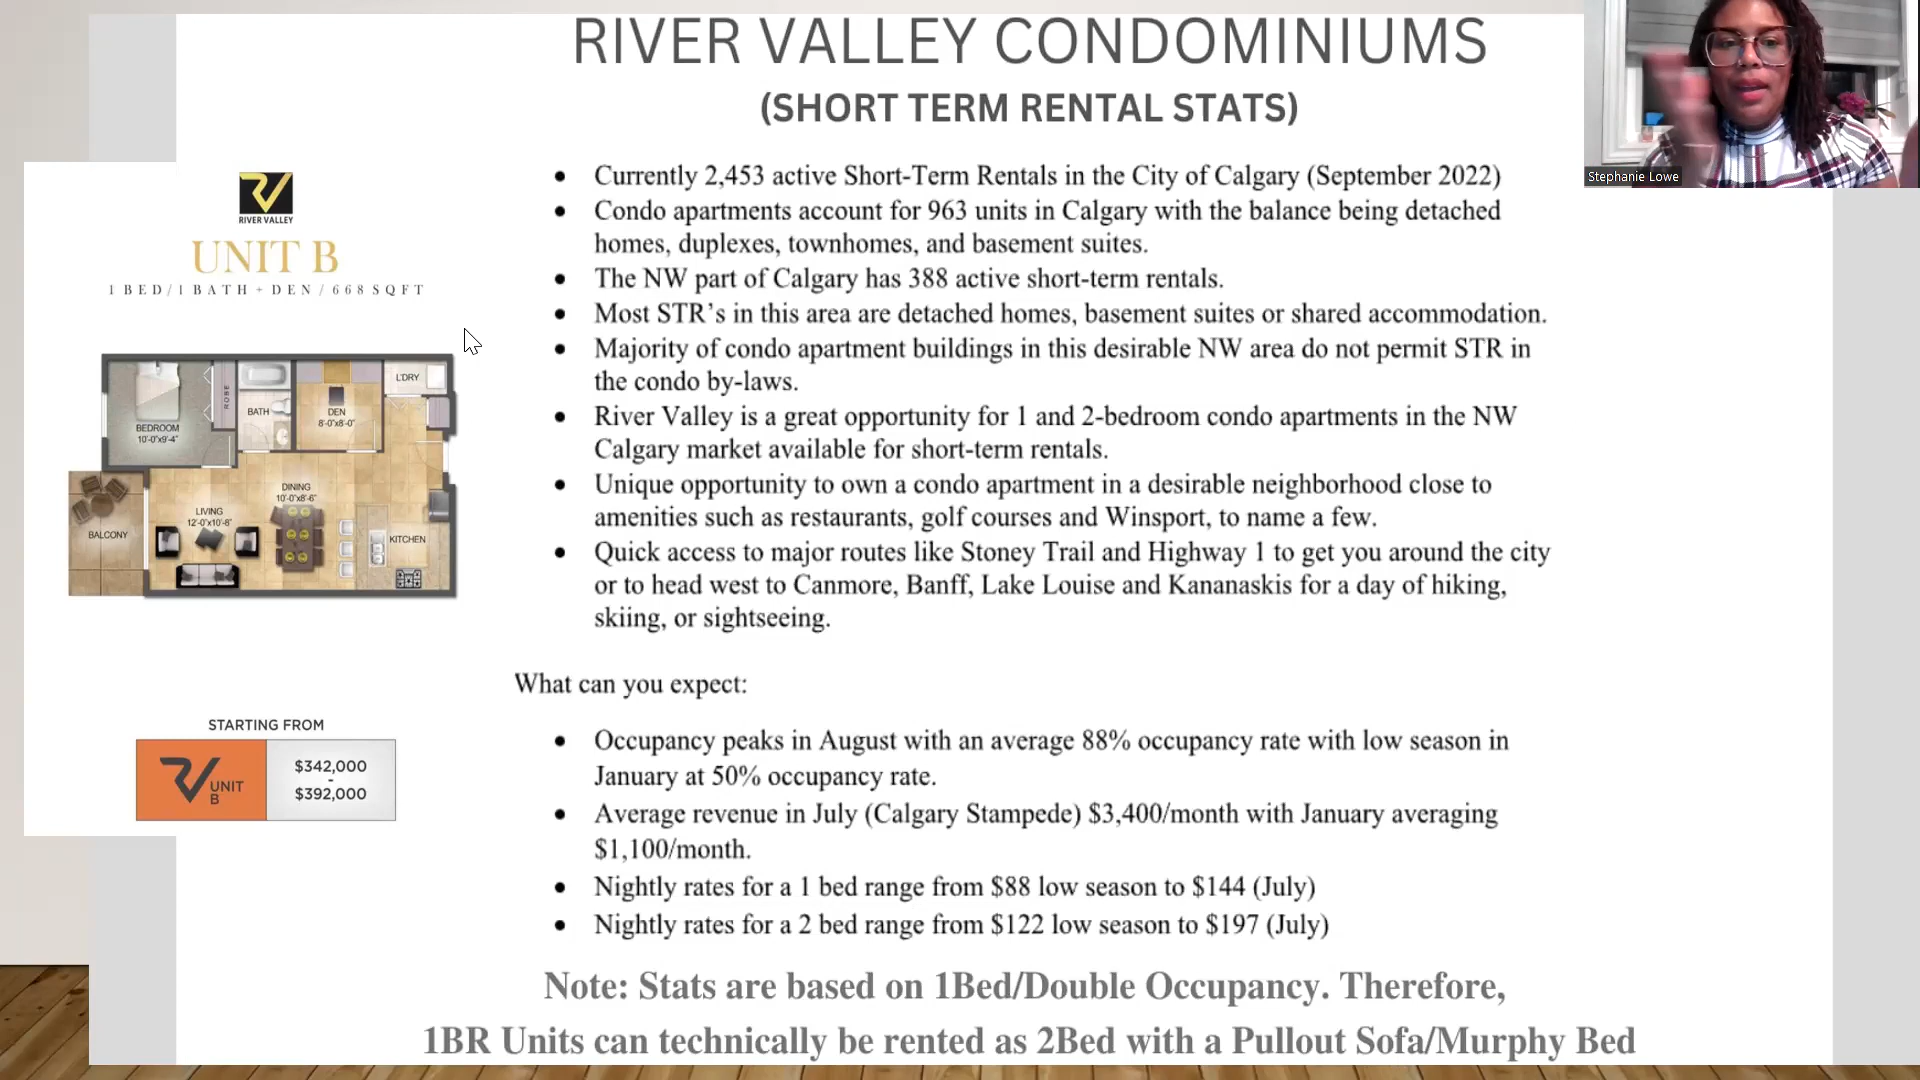 RIVER VALLEY CONDOMINIUMS
(SHORT TERM RENTAL STATS)
Stephanie Lowe
RIVER VALLEY
UNIT B
1 BED/1 BATH + DEN / 668 SQFT
BEDROOM
10'-0"x9'-4"
ROBE
BATH
DEN
8'-0"x8'-0"
L'DRY
BALCONY
LIVING
12'-0"x10'-8"
DINING
10'-0"x8'-6"
KITCHEN
STARTING FROM
UNIT
B
$342,000
-
$392,000
• Currently 2,453 active Short-Term Rentals in the City of Calgary (September 2022)
• Condo apartments account for 963 units in Calgary with the balance being detached
homes, duplexes, townhomes, and basement suites.
• The NW part of Calgary has 388 active short-term rentals.
• Most STR's in this area are detached homes, basement suites or shared accommodation.
• Majority of condo apartment buildings in this desirable NW area do not permit STR in
the condo by-laws.
• River Valley is a great opportunity for 1 and 2-bedroom condo apartments in the NW
Calgary market available for short-term rentals.
• Unique opportunity to own a condo apartment in a desirable neighborhood close to
amenities such as restaurants, golf courses and Winsport, to name a few.
• Quick access to major routes like Stoney Trail and Highway 1 to get you around the city
or to head west to Canmore, Banff, Lake Louise and Kananaskis for a day of hiking,
skiing, or sightseeing.
What can you expect:
• Occupancy peaks in August with an average 88% occupancy rate with low season in
January at 50% occupancy rate.
• Average revenue in July (Calgary Stampede) $3,400/month with January averaging
$1,100/month.
• Nightly rates for a 1 bed range from $88 low season to $144 (July)
• Nightly rates for a 2 bed range from $122 low season to $197 (July)
Note: Stats are based on 1Bed/Double Occupancy. Therefore,
1BR Units can technically be rented as 2Bed with a Pullout Sofa/Murphy Bed